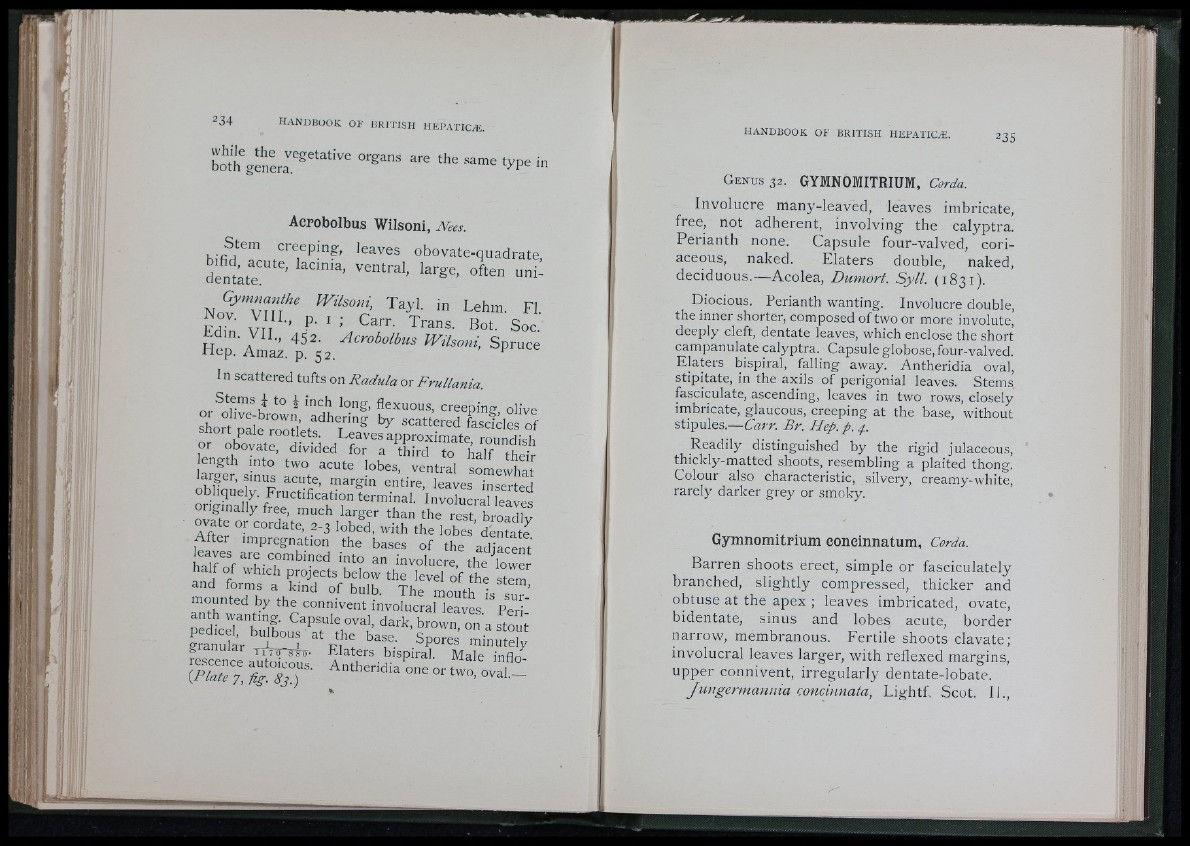 234 HANDBOOK OF BRITISH HEPATICÆ.
while the vegetative organs are the same type in
both genera.
Acrobolbus Wilsoni, Nees.
Stem creeping, leaves obovate-quadrate,
bifid, acute, lacinia, ventral, large, often uni-
dentate.
Gymnanthe Wilsoni, Tayl. in Lehm. Fl.
Nov. VIII., p. 1 ; Carr. Trans. Bot. Soc.
Edin. VII., 452. Acrobolbus Wilsoni, Spruce
Hep. Amaz. p. 52.
In scattered tufts on Radula or Frullania.
Stems ¼ to ½ inch long, flexuous, creeping, olive
or olive-brown, adhering by scattered fascicles of
short pale rootlets. Leaves approximate, roundish
or obovate, divided for a third to half their
length into two acute lobes, ventral somewhat
larger, sinus acute, margin entire, leaves inserted
obliquely. Fructification terminal. Involucral leaves
originally free, much larger than the rest, broadly
ovate or cordate, 2-3 lobed, with the lobes dentate.
After impregnation the bases of the adjacent
leaves are combined into an involucre, the lower
half of which projects below the level of the stem,
and forms a kind of bulb. The mouth is sur-
mounted by the connivent involucral leaves. Peri-
anth wanting. Capsule oval, dark, brown, on a stout
pedicel, bulbous at the base. Spores minutely
granular Elaters bispiral. Male inflo-
rescence autoicous. Antheridia one or two, oval.—
(Plate 7, fig. 83.)
HANDBOOK OF BRITISH HEPATICÆ. 235
GENUS 32. GYMNOMITRIUM, Corda.
Involucre many-leaved, leaves imbricate,
free, not adherent, involving the calyptra.
Perianth none. Capsule four-valved, cori-
aceous, naked. Elaters double, naked,
deciduous.—Acolea, Dumort. Syll. (1831).
Diocious. Perianth wanting. Involucre double,
the inner shorter, composed of two or more involute,
deeply cleft, dentate leaves, which enclose the short
campanulate calyptra. Capsule globose, four-valved.
Elaters bispiral, falling away. Antheridia oval,
stipitate, in the axils of perigonial leaves. Stems
fasciculate, ascending, leaves in two rows, closely
imbricate, glaucous, creeping at the base, without
stipules.—Carr. Br. Hep. p. 4.
Readily distinguished by the rigid julaceous,
thickly-matted shoots, resembling a plaited thong.
Colour also characteristic, silvery, creamy-white,
rarely darker grey or smoky.
Gymnomitrium concinnatum, Corda.
Barren shoots erect, simple or fasciculately
branched, slightly compressed, thicker and
obtuse at the apex ; leaves imbricated, ovate,
bidentate, sinus and lobes acute, border
narrow, membranous. Fertile shoots clavate;
involucral leaves larger, with reflexed margins,
upper connivent, irregularly dentate-lobate.
Jungermannia concinnata, Lightf. Scot. II.,